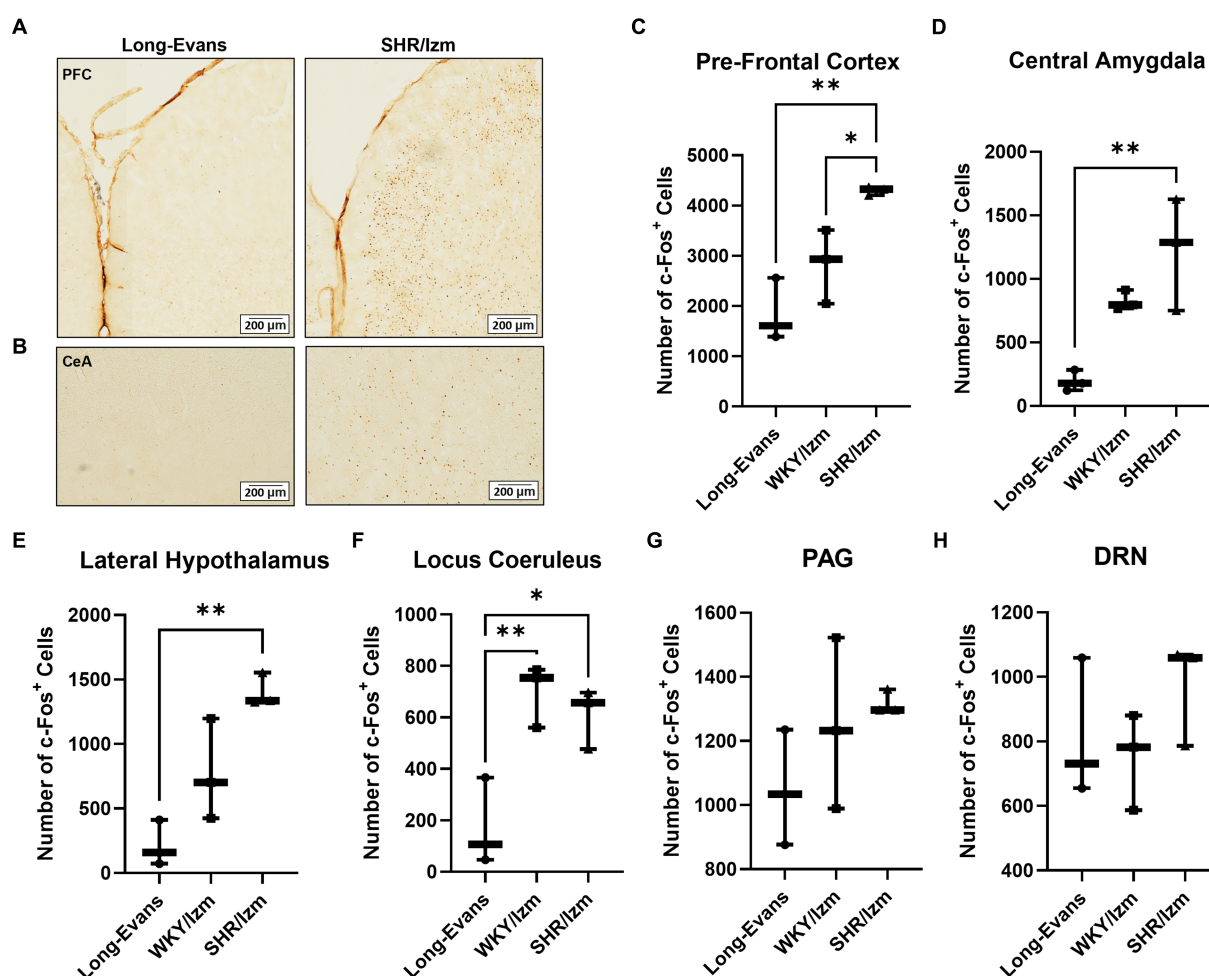 A
Long-Evans
SHR/Izm
PFC
200 µm
200 µm
B
CeA
200 µm
200 µm
C
Pre-Frontal Cortex
**
*
Number of c-Fos+ Cells
5000
4000
3000
2000
1000
0
Long-Evans
WKY/Izm
SHR/Izm
D
Central Amygdala
**
Number of c-Fos+ Cells
2000
1500
1000
500
0
Long-Evans
WKY/Izm
SHR/Izm
E
Lateral Hypothalamus
**
Number of c-Fos+ Cells
2000
1500
1000
500
0
Long-Evans
WKY/Izm
SHR/Izm
F
Locus Coeruleus
*
**
Number of c-Fos+ Cells
1000
800
600
400
200
0
Long-Evans
WKY/Izm
SHR/Izm
G
PAG
Number of c-Fos+ Cells
1600
1400
1200
1000
800
Long-Evans
WKY/Izm
SHR/Izm
H
DRN
Number of c-Fos+ Cells
1200
1000
800
600
400
Long-Evans
WKY/Izm
SHR/Izm